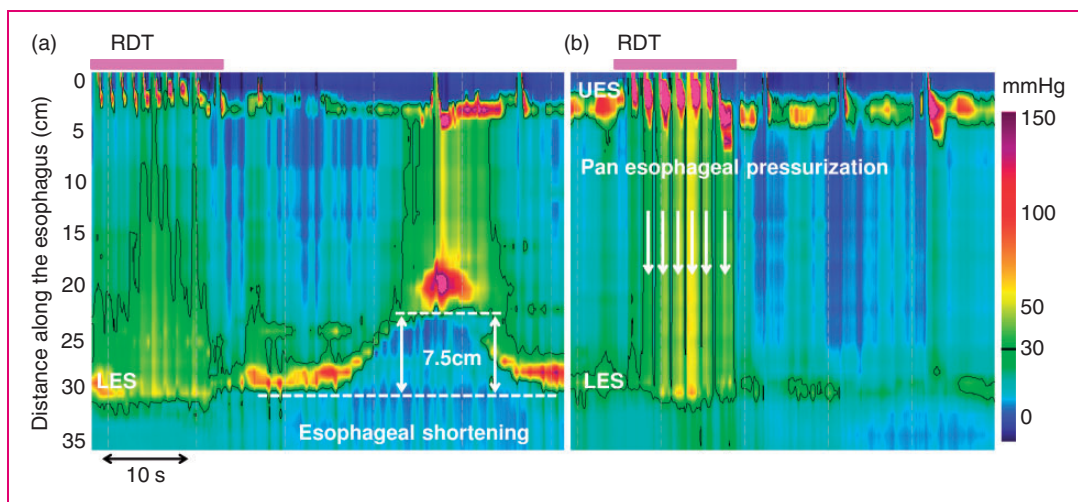 (a)
RDT
(b)
RDT
Distance along the esophagus (cm)
0
5
10
15
20
25
30
35
LES
7.5cm
Esophageal shortening
10 s
UES
Pan esophageal pressurization
LES
mmHg
150
100
50
30
0